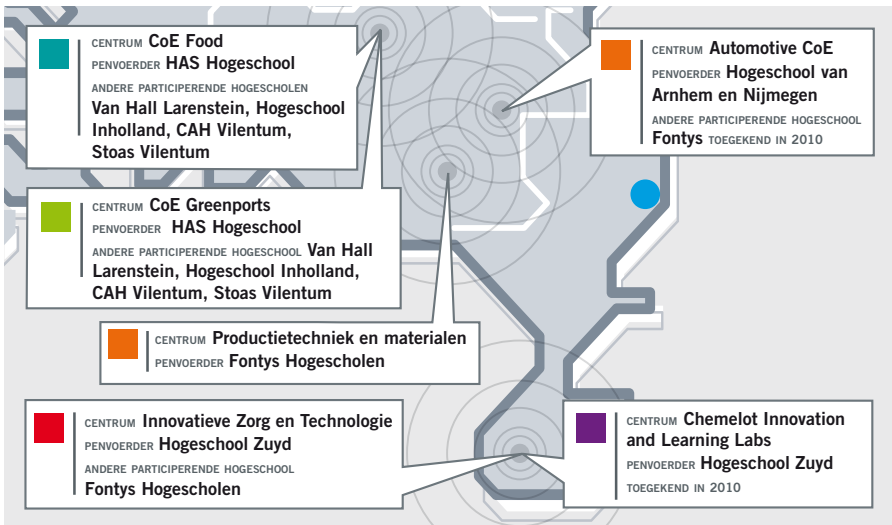 CENTRUM CoE Food
PENVOERDER HAS Hogeschool
ANDERE PARTICIPERENDE HOGESCHOLEN
Van Hall Larenstein, Hogeschool
Inholland, CAH Vilentum,
Stoas Vilentum
CENTRUM Automotive CoE
PENVOERDER Hogeschool van
Arnhem en Nijmegen
ANDERE PARTICIPERENDE HOGESCHOOL
Fontys TOEGEKEND IN 2010
CENTRUM CoE Greenports
PENVOERDER HAS Hogeschool
ANDERE PARTICIPERENDE HOGESCHOOL Van Hall
Larenstein, Hogeschool Inholland,
CAH Vilentum, Stoas Vilentum
CENTRUM Productietechniek en materialen
PENVOERDER Fontys Hogescholen
CENTRUM Innovatieve Zorg en Technologie
PENVOERDER Hogeschool Zuyd
ANDERE PARTICIPERENDE HOGESCHOOL
Fontys Hogescholen
CENTRUM Chemelot Innovation
and Learning Labs
PENVOERDER Hogeschool Zuyd
TOEGEKEND IN 2010